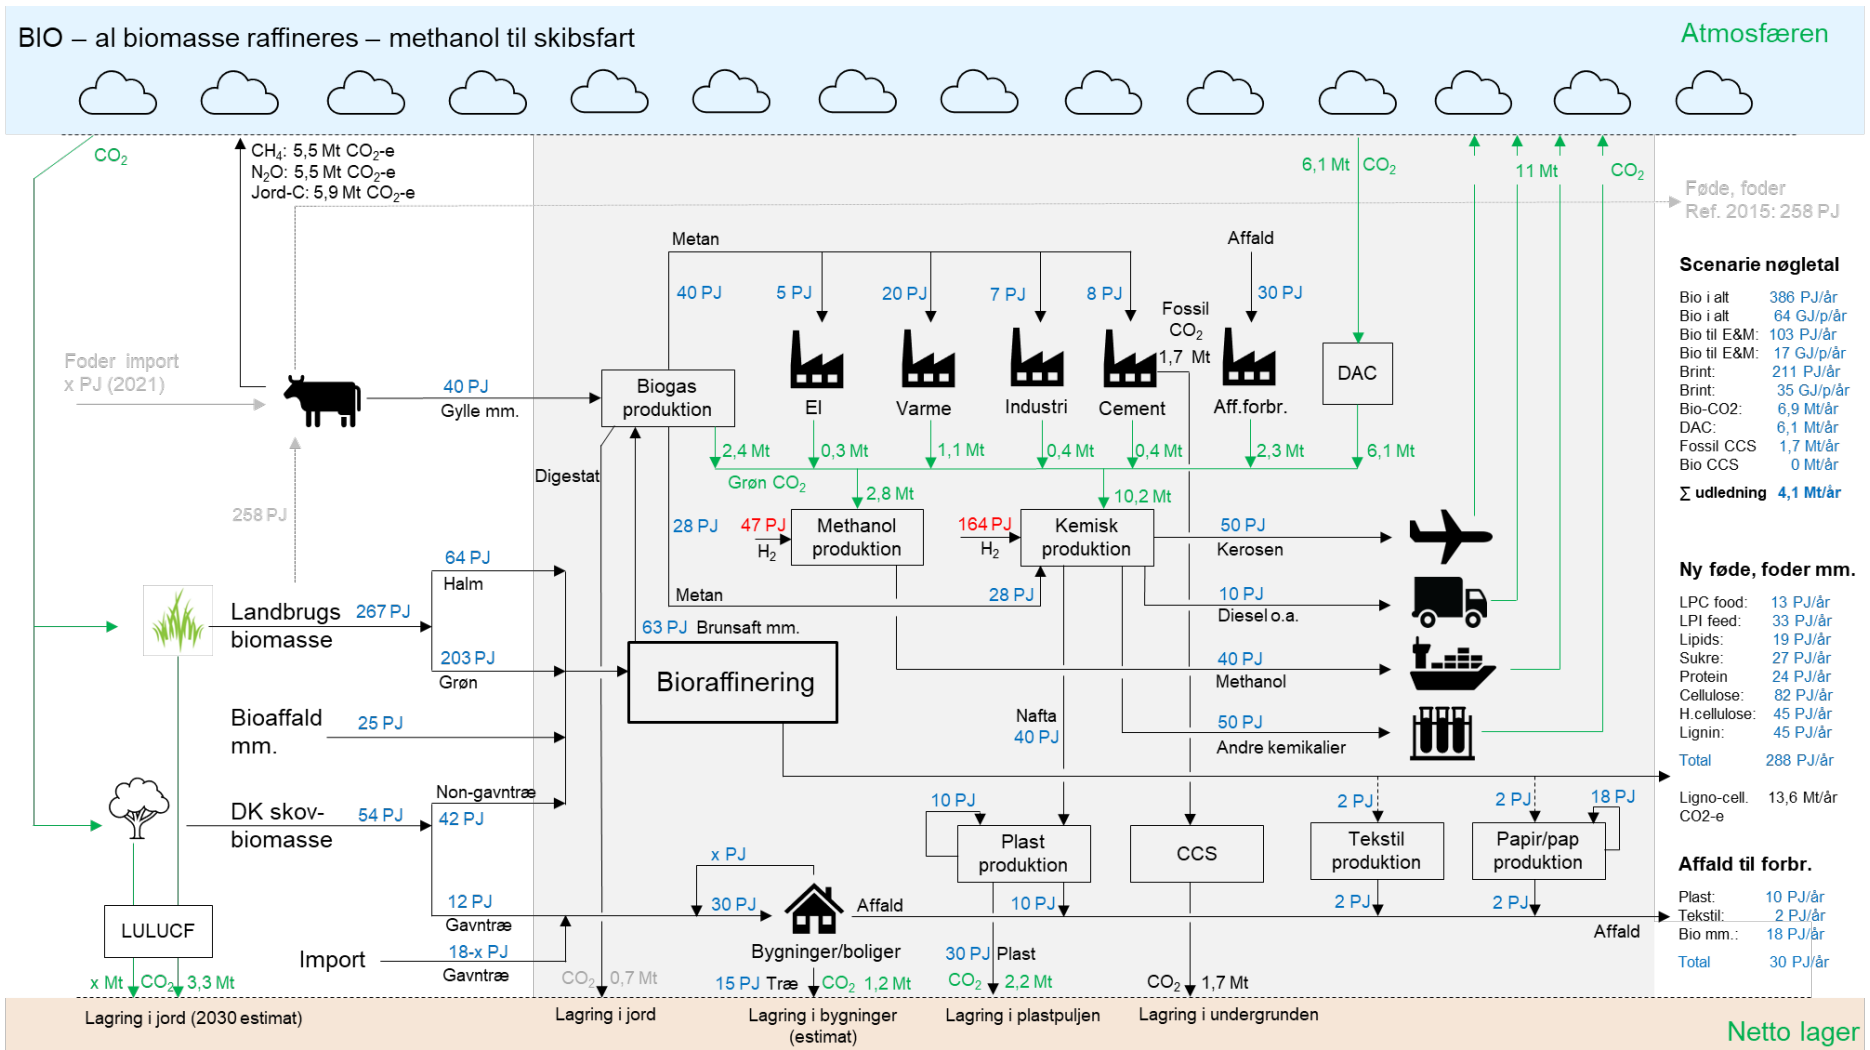 BIO – al biomasse raffineres – methanol til skibsfart
Atmosfæren
CO₂
CH₄: 5,5 Mt CO₂-e
N₂O: 5,5 Mt CO₂-e
Jord-C: 5,9 Mt CO₂-e
6,1 Mt CO₂
11 Mt
CO₂
Føde, foder
Ref. 2015: 258 PJ
Metan
Affald
40 PJ
5 PJ
20 PJ
7 PJ
8 PJ
30 PJ
Fossil
CO₂
1,7 Mt
Foder import
x PJ (2021)
40 PJ
Gylle mm.
Biogas
produktion
El
Varme
Industri
Cement
Aff.forbr.
DAC
2,4 Mt
0,3 Mt
1,1 Mt
0,4 Mt
0,4 Mt
2,3 Mt
6,1 Mt
Digestat
Grøn CO₂
2,8 Mt
10,2 Mt
258 PJ
28 PJ
47 PJ
H₂
Methanol
produktion
164 PJ
H₂
Kemisk
produktion
50 PJ
Kerosen
64 PJ
Halm
Metan
28 PJ
10 PJ
Diesel o.a.
Landbrugs
biomasse
267 PJ
63 PJ Brunsaft mm.
203 PJ
Grøn
Bioraffinering
40 PJ
Methanol
Bioaffald
mm.
25 PJ
Nafta
40 PJ
50 PJ
Andre kemikalier
Non-gavntræ
42 PJ
DK skov-
biomasse
54 PJ
10 PJ
2 PJ
2 PJ
18 PJ
Plast
produktion
CCS
Tekstil
produktion
Papir/pap
produktion
x PJ
12 PJ
Gavntræ
30 PJ
Affald
10 PJ
2 PJ
2 PJ
Affald
LULUCF
Import
18-x PJ
Gavntræ
Bygninger/boliger
30 PJ Plast
x Mt CO₂ 3,3 Mt
CO₂ 0,7 Mt
15 PJ Træ CO₂ 1,2 Mt
CO₂ 2,2 Mt
CO₂ 1,7 Mt
Lagring i jord (2030 estimat)
Lagring i jord
Lagring i bygninger
(estimat)
Lagring i plastpuljen
Lagring i undergrunden
Netto lager
Scenarie nøgletal
Bio i alt 386 PJ/år
Bio i alt 64 GJ/p/år
Bio til E&M: 103 PJ/år
Bio til E&M: 17 GJ/p/år
Brint: 211 PJ/år
Brint: 35 GJ/p/år
Bio-CO2: 6,9 Mt/år
DAC: 6,1 Mt/år
Fossil CCS 1,7 Mt/år
Bio CCS 0 Mt/år
∑ udledning 4,1 Mt/år
Ny føde, foder mm.
LPC food: 13 PJ/år
LPI feed: 33 PJ/år
Lipids: 19 PJ/år
Sukre: 27 PJ/år
Protein 24 PJ/år
Cellulose: 82 PJ/år
H.cellulose: 45 PJ/år
Lignin: 45 PJ/år
Total 288 PJ/år
Ligno-cell. 13,6 Mt/år
CO2-e
Affald til forbr.
Plast: 10 PJ/år
Tekstil: 2 PJ/år
Bio mm.: 18 PJ/år
Total 30 PJ/år